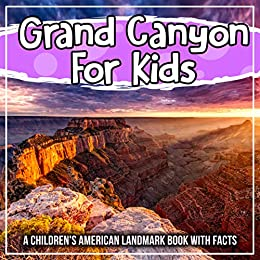 Grand Canyon
For Kids
A CHILDREN'S AMERICAN LANDMARK BOOK WITH FACTS